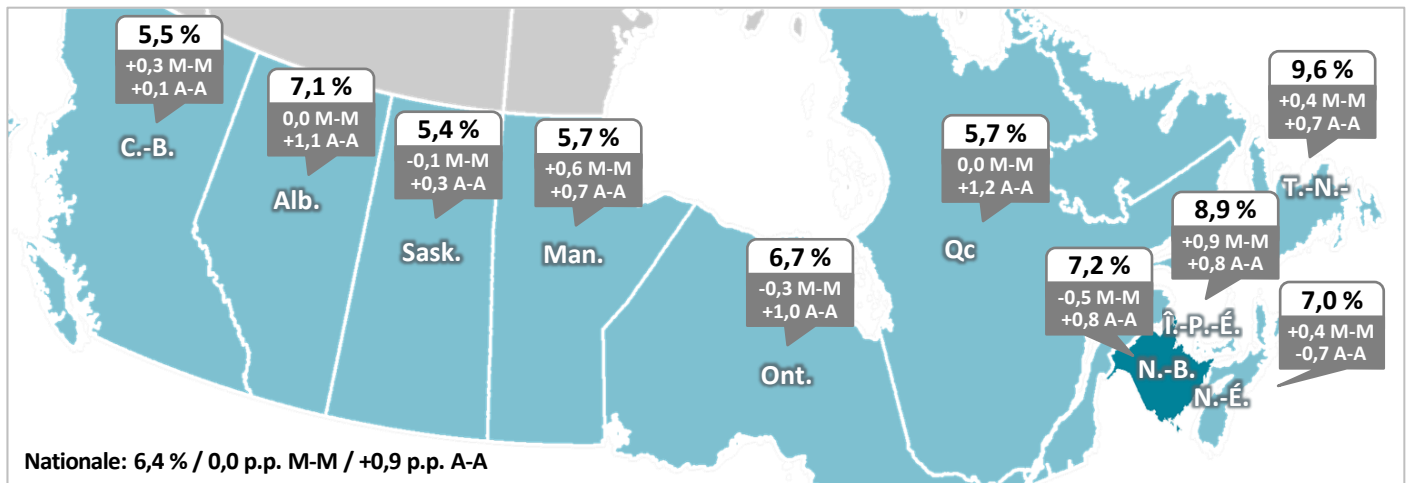 5,5 %
+0,3 M-M
+0,1 A-A
C.-B.
7,1 %
0,0 M-M
+1,1 A-A
Alb.
5,4 %
-0,1 M-M
+0,3 A-A
Sask.
5,7 %
+0,6 M-M
+0,7 A-A
Man.
6,7 %
-0,3 M-M
+1,0 A-A
Ont.
5,7 %
0,0 M-M
+1,2 A-A
Qc
7,2 %
-0,5 M-M
+0,8 A-A
N.-B.
8,9 %
+0,9 M-M
+0,8 A-A
Î.-P.-É.
9,6 %
+0,4 M-M
+0,7 A-A
T.-N.-
7,0 %
+0,4 M-M
-0,7 A-A
N.-É.
Nationale: 6,4 % / 0,0 p.p. M-M / +0,9 p.p. A-A